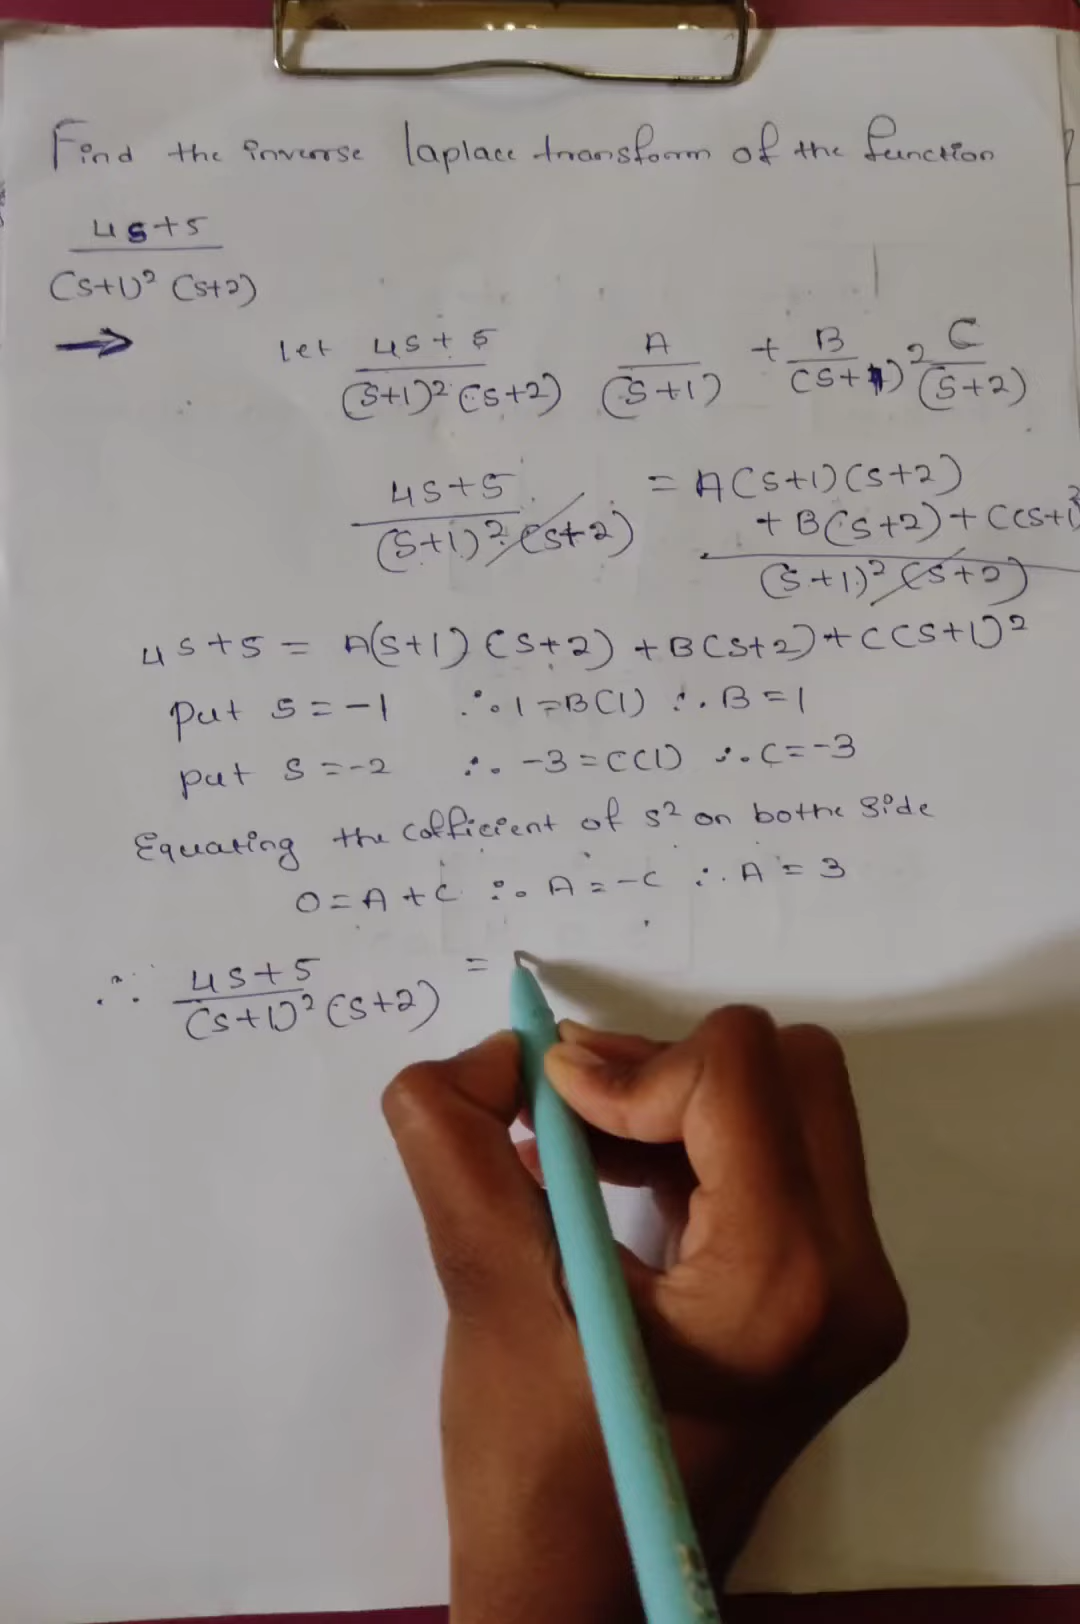 Find the inverse laplace transform of the function
4s+5
(s+1)² (s+2)
→ let 4s+5 A + B C
(s+1)² (s+2) (s+1) (s+1)² (s+2)
4s+5 = A(s+1)(s+2)
+ B(s+2) + C(s+1)²
(s+1)² (s+2) (s+1)² (s+2)
4s+5 = A(s+1) (s+2) + B(s+2) + C(s+1)²
put s = -1 ∴ 1 = B(1) ∴ B = 1
put s = -2 ∴ -3 = C(1) ∴ C = -3
Equating the cofficient of s² on bothe side
0 = A + C ∴ A = -C ∴ A = 3
∴ 4s+5 =
(s+1)² (s+2)